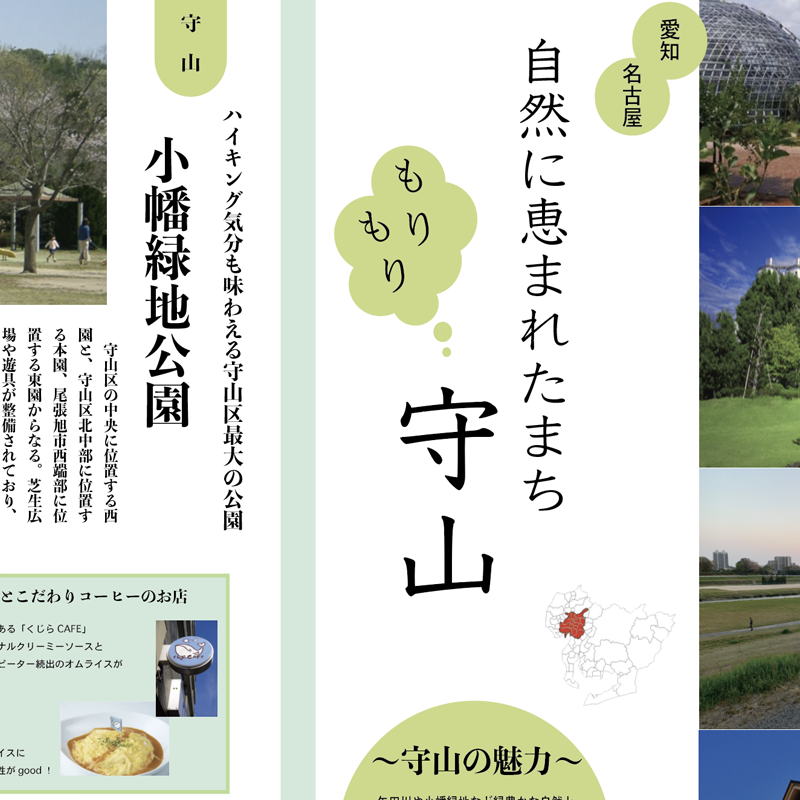 愛知
名古屋
自然に恵まれたまち
もり
もり
守山
〜守山の魅力〜
守山
ハイキング気分も味わえる守山区最大の公園
小幡緑地公園
守山区の中央に位置する西
園と、守山区北中部に位置す
る本園、尾張旭市西端部に位
置する東園からなる。芝生広
場や遊具が整備されており、
とこだわりコーヒーのお店
ある「くじらCAFE」
ナルクリーミーソースと
ピーター続出のオムライスが
イスに
性がgood！